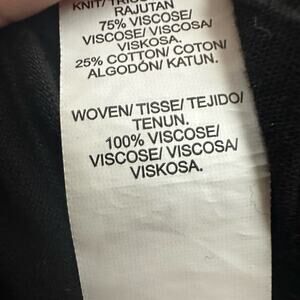 KNIT/ TRICOT/
RAJUTAN
75% VISCOSE/
VISCOSE/ VISCOSA/
VISKOSA.
25% COTTON/ COTON/
ALGODÓN/ KATUN.
WOVEN/ TISSE/ TEJIDO/
TENUN.
100% VISCOSE/
VISCOSE/ VISCOSA/
VISKOSA.